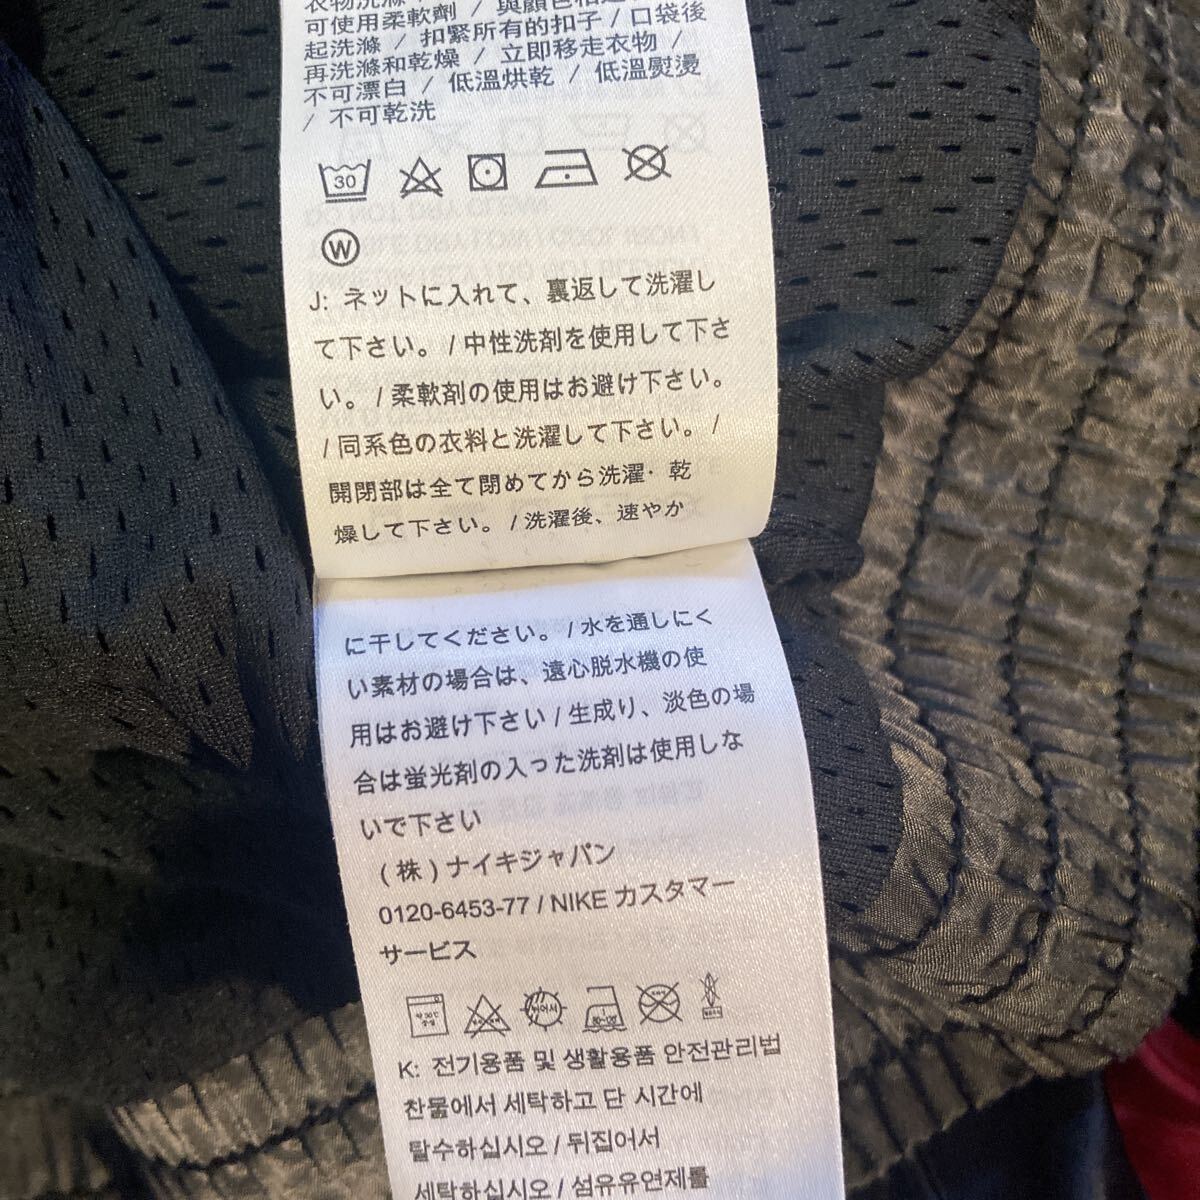 可使用柔軟劑 / 與顏色相近
起洗滌 / 扣緊所有的扣子 / 口袋後
再洗滌和乾燥 / 立即移走衣物 /
不可漂白 / 低溫烘乾 / 低溫熨燙
/ 不可乾洗
30
W
J: ネットに入れて、裏返して洗濯し
て下さい。 / 中性洗剤を使用して下さ
い。 / 柔軟剤の使用はお避け下さい。
/ 同系色の衣料と洗濯して下さい。 /
開閉部は全て閉めてから洗濯・乾
燥して下さい。 / 洗濯後、速やか
に干してください。 / 水を通しにく
い素材の場合は、遠心脱水機の使
用はお避け下さい / 生成り、淡色の場
合は蛍光剤の入った洗剤は使用しな
いで下さい
(株)ナイキジャパン
0120-6453-77 / NIKE カスタマー
サービス
약 30℃
중성
K: 전기용품 및 생활용품 안전관리법
찬물에서 세탁하고 단 시간에
탈수하십시오 / 뒤집어서
세탁하십시오 / 섬유유연제를